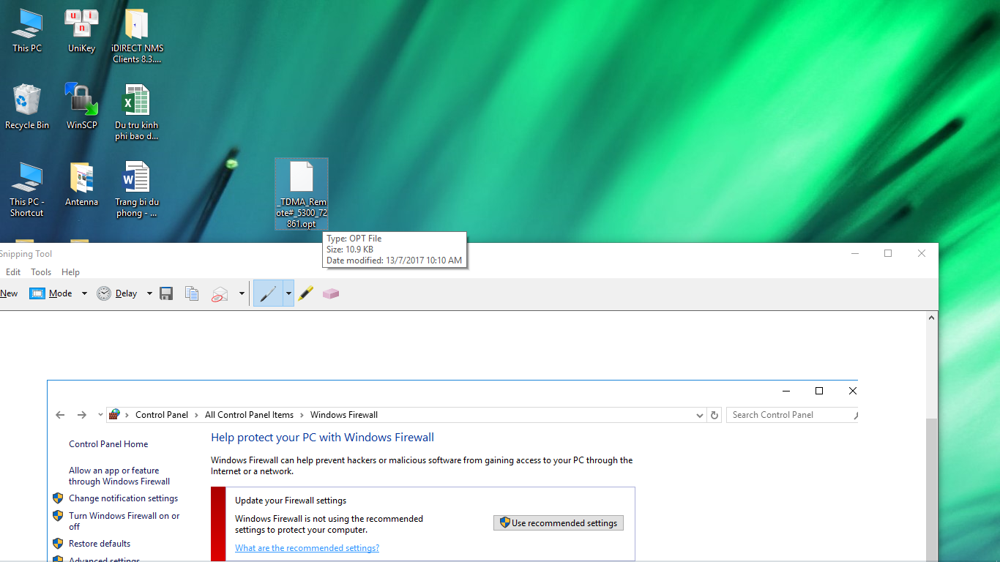 This PC
UniKey
iDIRECT NMS
Clients 8.3....
Recycle Bin
WinSCP
Du tru kinh
phi bao d...
This PC -
Shortcut
Antenna
Trang bi du
phong - ...
_TDMA_Rem
ote#_5300_72
861.opt
Type: OPT File
Size: 10.9 KB
Date modified: 13/7/2017 10:10 AM
Snipping Tool
Edit Tools Help
New Mode Delay
Control Panel > All Control Panel Items > Windows Firewall
Search Control Panel
Control Panel Home
Allow an app or feature
through Windows Firewall
Change notification settings
Turn Windows Firewall on or
off
Restore defaults
Advanced settings
Help protect your PC with Windows Firewall
Windows Firewall can help prevent hackers or malicious software from gaining access to your PC through the
Internet or a network.
Update your Firewall settings
Windows Firewall is not using the recommended
settings to protect your computer.
Use recommended settings
What are the recommended settings?